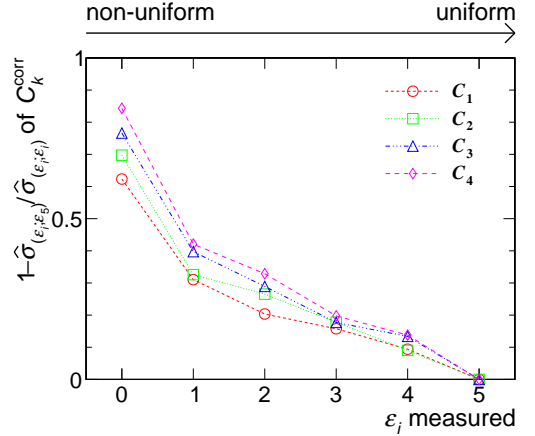 non-uniform uniform
1−σ̂(εi;ε5)/σ̂(εi;εi) of Ckcorr
1
0.5
0
C1
C2
C3
C4
0 1 2 3 4 5
εi measured